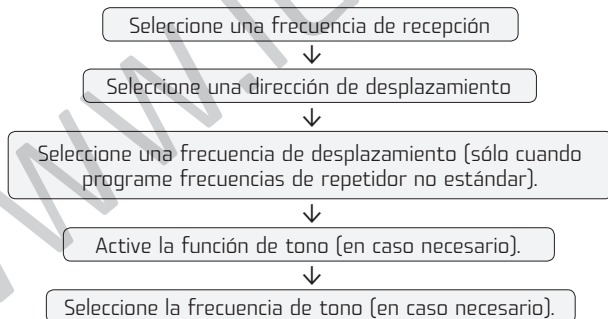 Seleccione una frecuencia de recepción
↓
Seleccione una dirección de desplazamiento
↓
Seleccione una frecuencia de desplazamiento (sólo cuando
programe frecuencias de repetidor no estándar).
↓
Active la función de tono (en caso necesario).
↓
Seleccione la frecuencia de tono (en caso necesario).